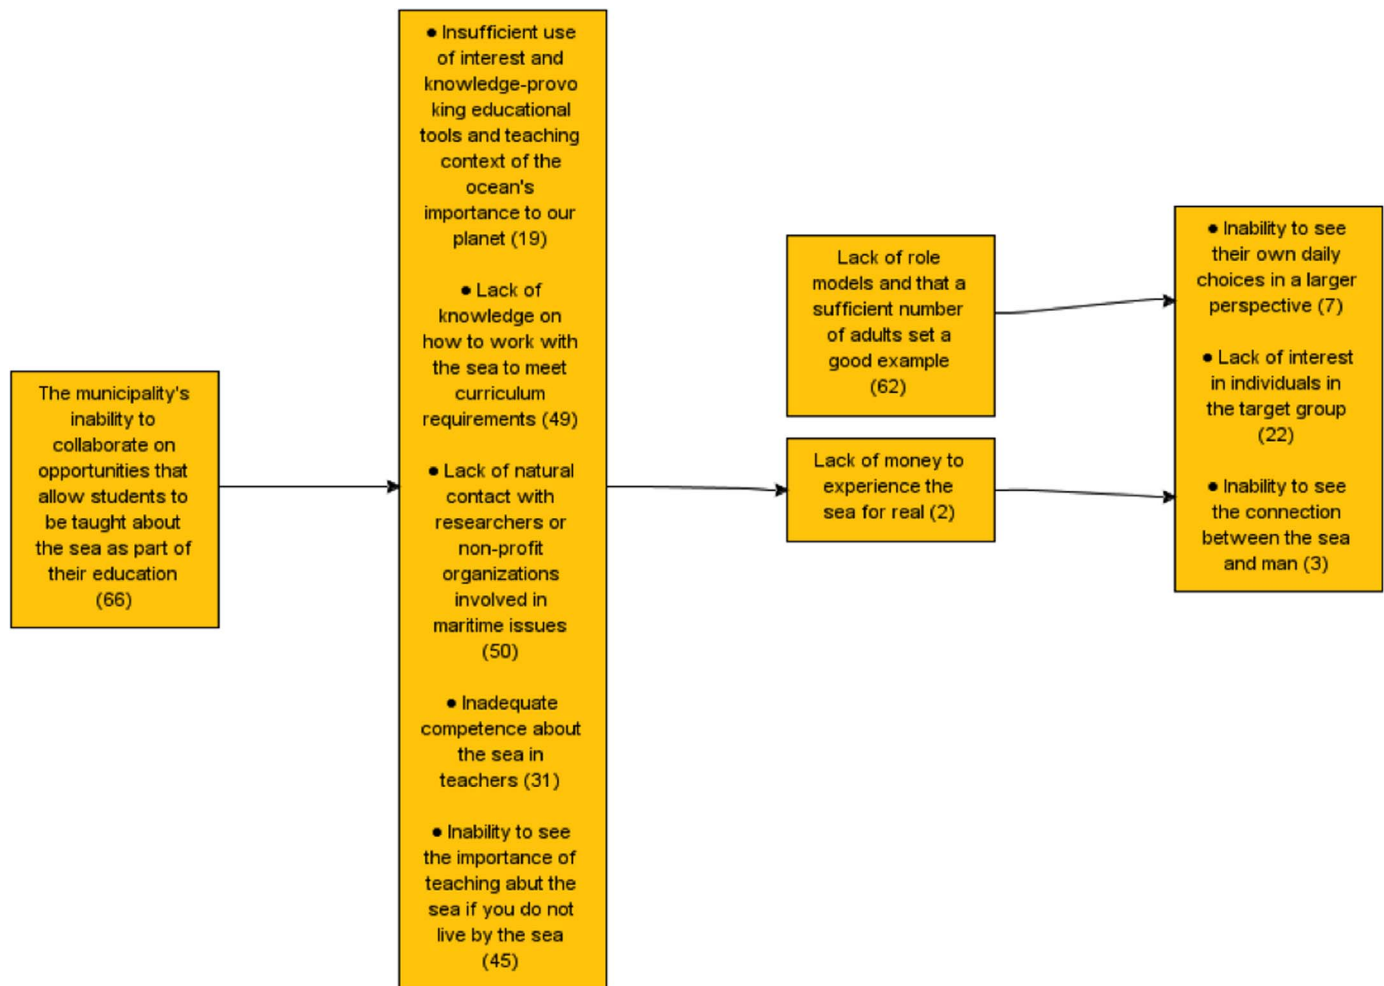 The municipality's
inability to
collaborate on
opportunities that
allow students to
be taught about
the sea as part of
their education
(66)
● Insufficient use
of interest and
knowledge-provo
king educational
tools and teaching
context of the
ocean's
importance to our
planet (19)
● Lack of
knowledge on
how to work with
the sea to meet
curriculum
requirements (49)
● Lack of natural
contact with
researchers or
non-profit
organizations
involved in
maritime issues
(50)
● Inadequate
competence about
the sea in
teachers (31)
● Inability to see
the importance of
teaching abut the
sea if you do not
live by the sea
(45)
Lack of role
models and that a
sufficient number
of adults set a
good example
(62)
Lack of money to
experience the
sea for real (2)
● Inability to see
their own daily
choices in a larger
perspective (7)
● Lack of interest
in individuals in
the target group
(22)
● Inability to see
the connection
between the sea
and man (3)